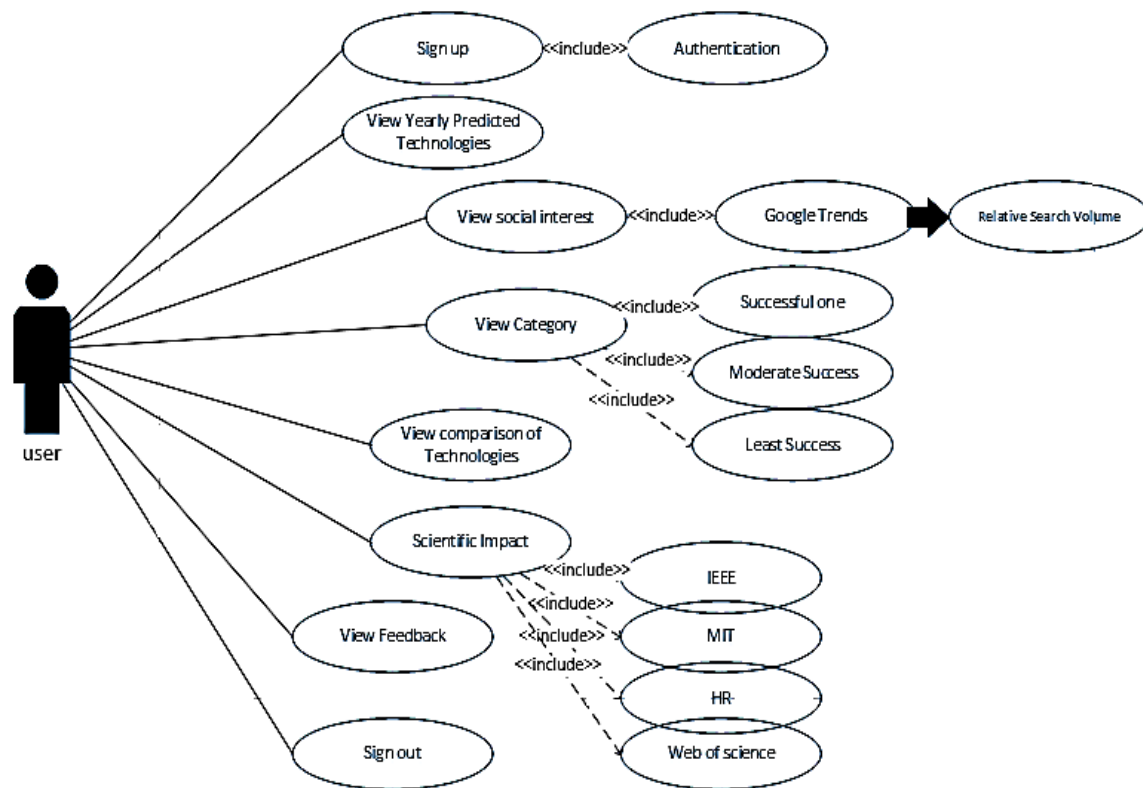 Sign up
<<include>>
Authentication
View Yearly Predicted
Technologies
View social interest
<<include>>
Google Trends
Relative Search Volume
View Category
<<include>>
Successful one
<<include>>
Moderate Success
<<include>>
Least Success
user
View comparison of
Technologies
Scientific Impact
<<include>>
IEEE
<<include>>
MIT
<<include>>
HR
<<include>>
Web of science
View Feedback
Sign out